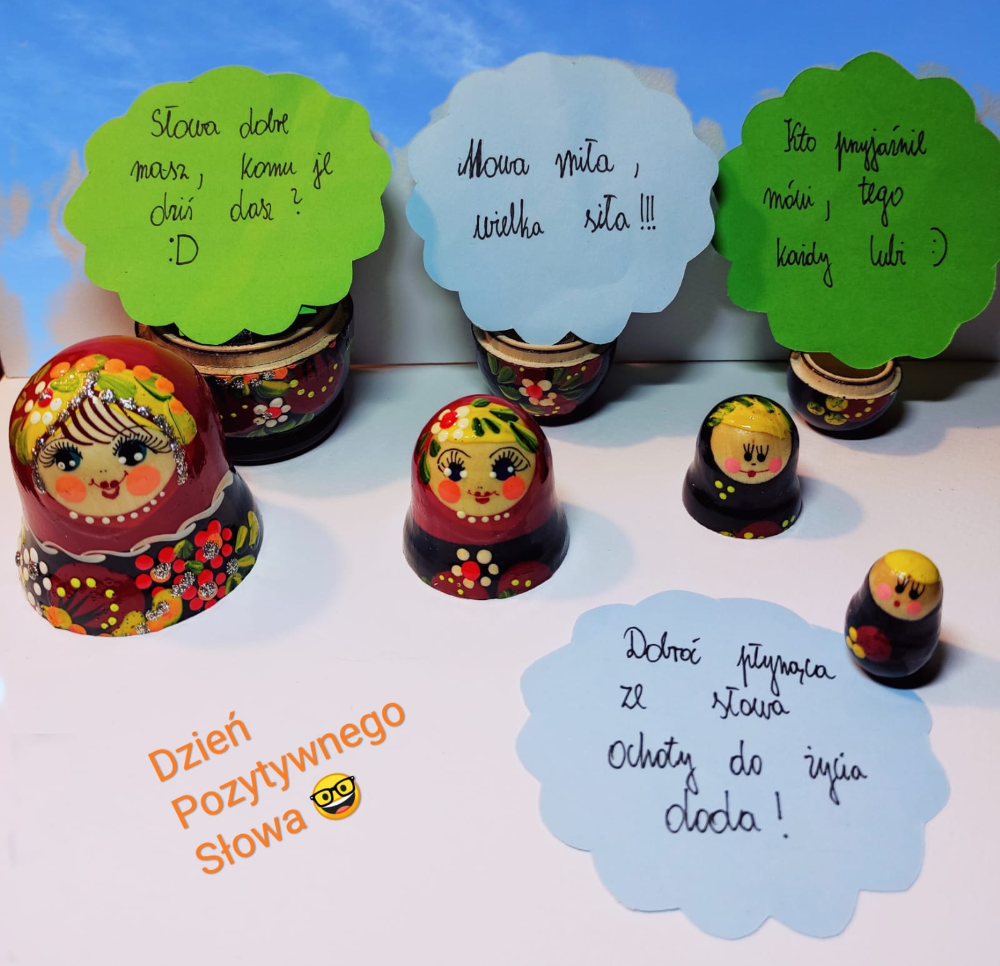 Słowa dobre
masz, komu je
dziś dasz?
:D
Mowa miła,
wielka siła!!!
Kto przyjaźnie
mówi, tego
każdy lubi :)
Dobroć płynąca
ze słowa
ochoty do życia
doda!
Dzień
Pozytywnego
Słowa 🤓